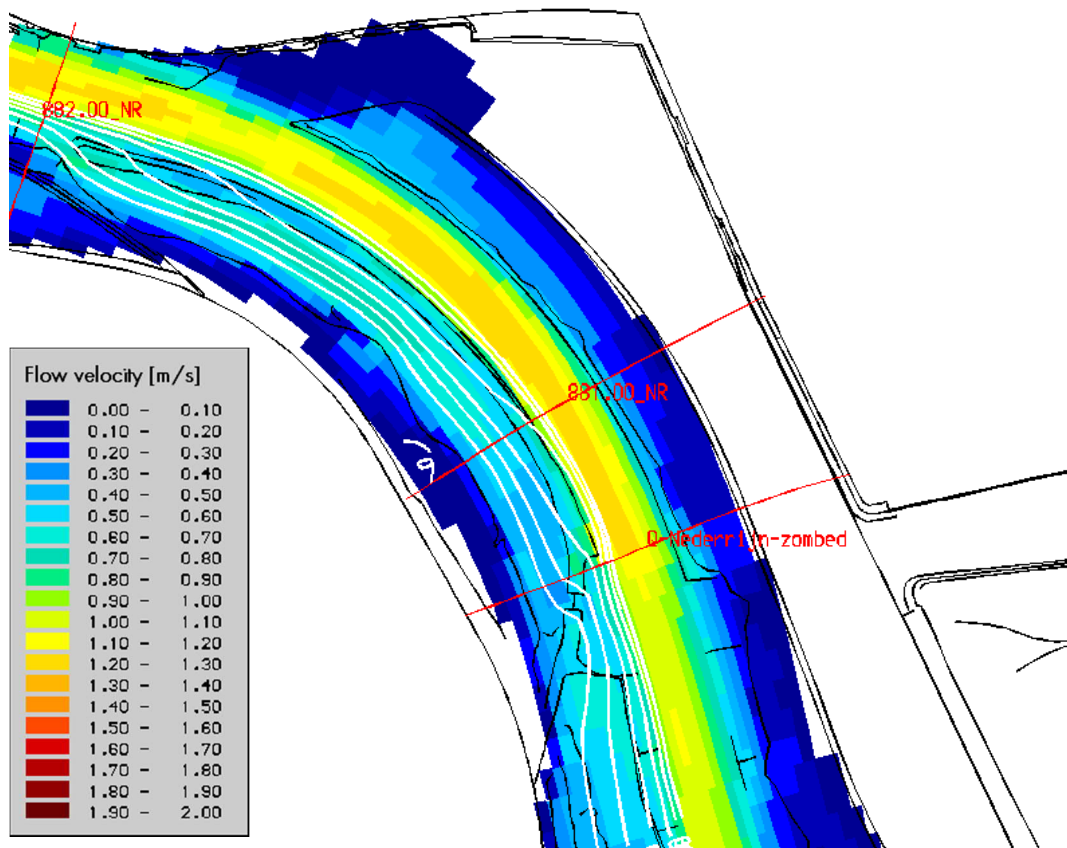 882.00_NR
881.00_NR
Q-Nederrijn-zombed
Flow velocity [m/s]
0.00 - 0.10
0.10 - 0.20
0.20 - 0.30
0.30 - 0.40
0.40 - 0.50
0.50 - 0.60
0.60 - 0.70
0.70 - 0.80
0.80 - 0.90
0.90 - 1.00
1.00 - 1.10
1.10 - 1.20
1.20 - 1.30
1.30 - 1.40
1.40 - 1.50
1.50 - 1.60
1.60 - 1.70
1.70 - 1.80
1.80 - 1.90
1.90 - 2.00